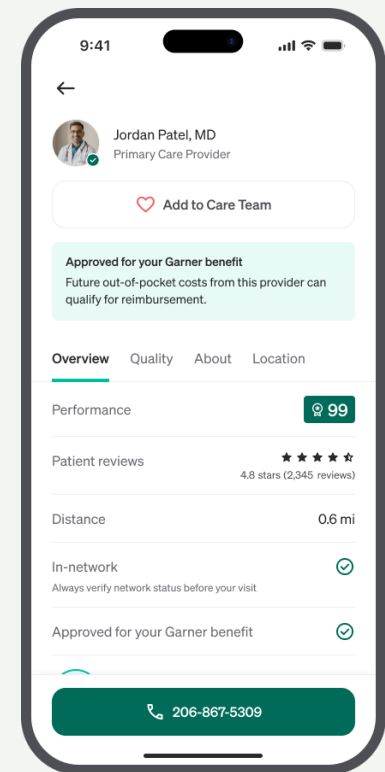 9:41
Jordan Patel, MD
Primary Care Provider
Add to Care Team
Approved for your Garner benefit
Future out-of-pocket costs from this provider can
qualify for reimbursement.
Overview Quality About Location
Performance 99
Patient reviews
4.8 stars (2,345 reviews)
Distance 0.6 mi
In-network
Always verify network status before your visit
Approved for your Garner benefit
206-867-5309